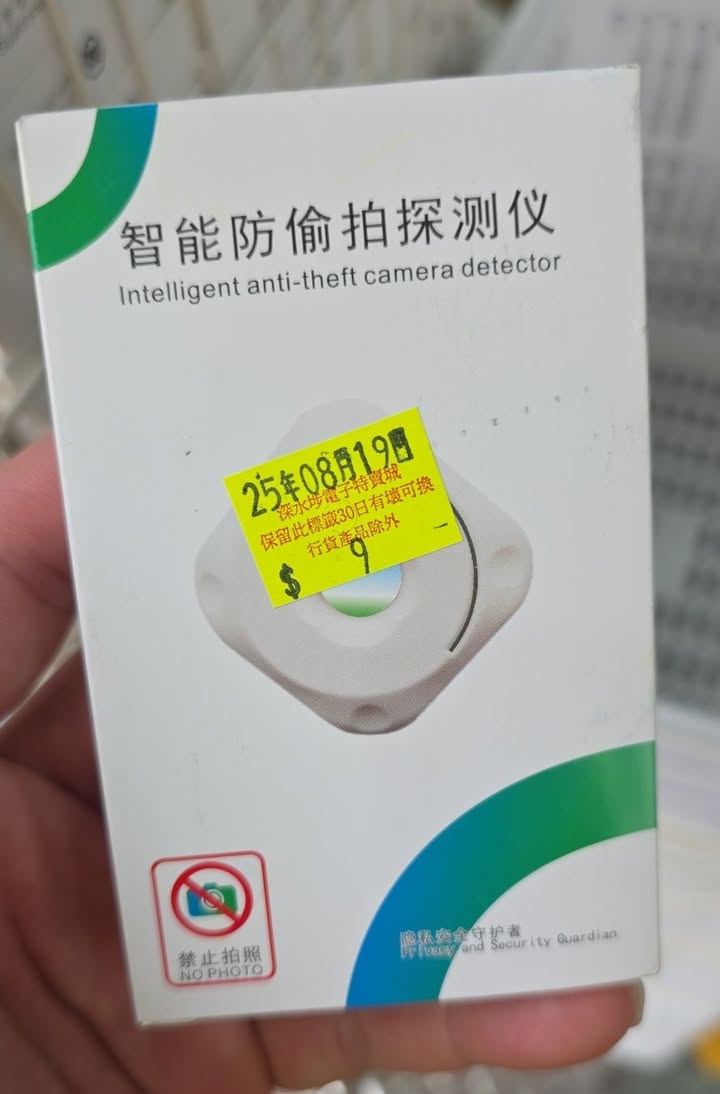 智能防偷拍探测仪
Intelligent anti-theft camera detector
25年08月19日
深水埗電子特賣城
保留此標籤30日有壞可換
行貨產品除外
$ 9 –
禁止拍照
NO PHOTO
隐私安全守护者
Privacy and Security Guardian